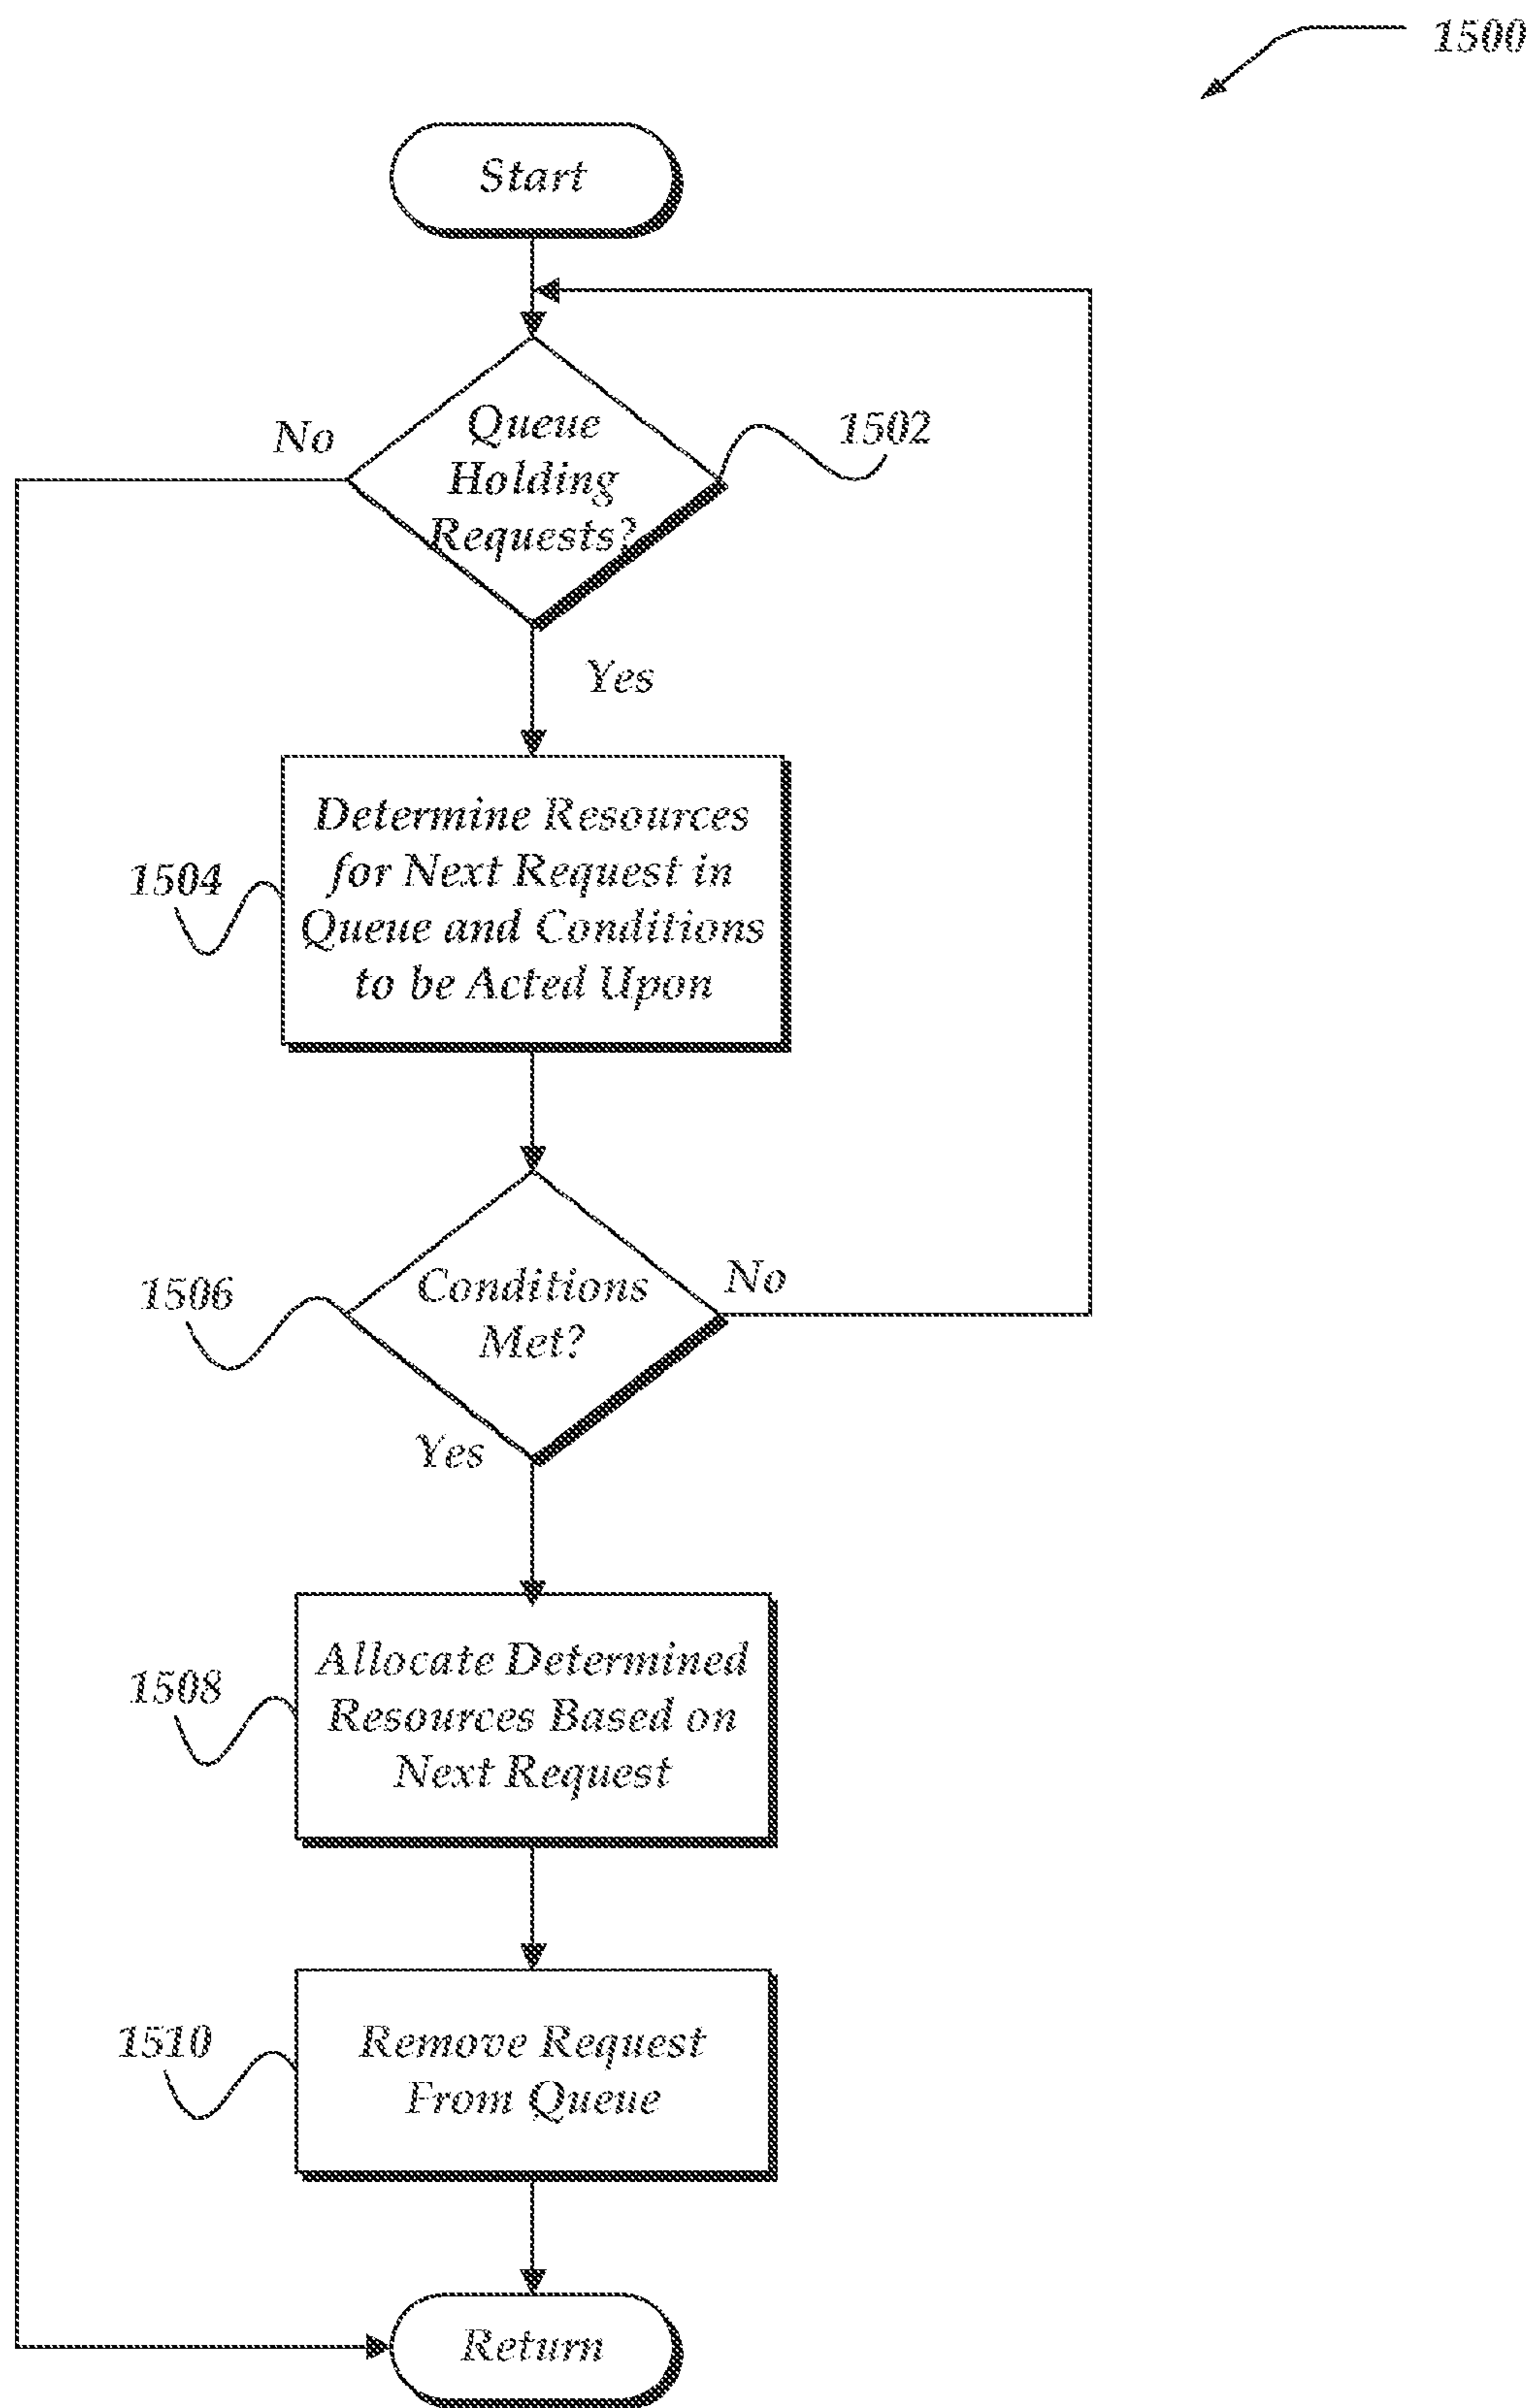 1500
Start
No
Queue
Holding
Requests?
1502
Yes
Determine Resources
for Next Request in
Queue and Conditions
to be Acted Upon
1504
1506
Conditions
Met?
No
Yes
Allocate Determined
Resources Based on
Next Request
1508
Remove Request
From Queue
1510
Return